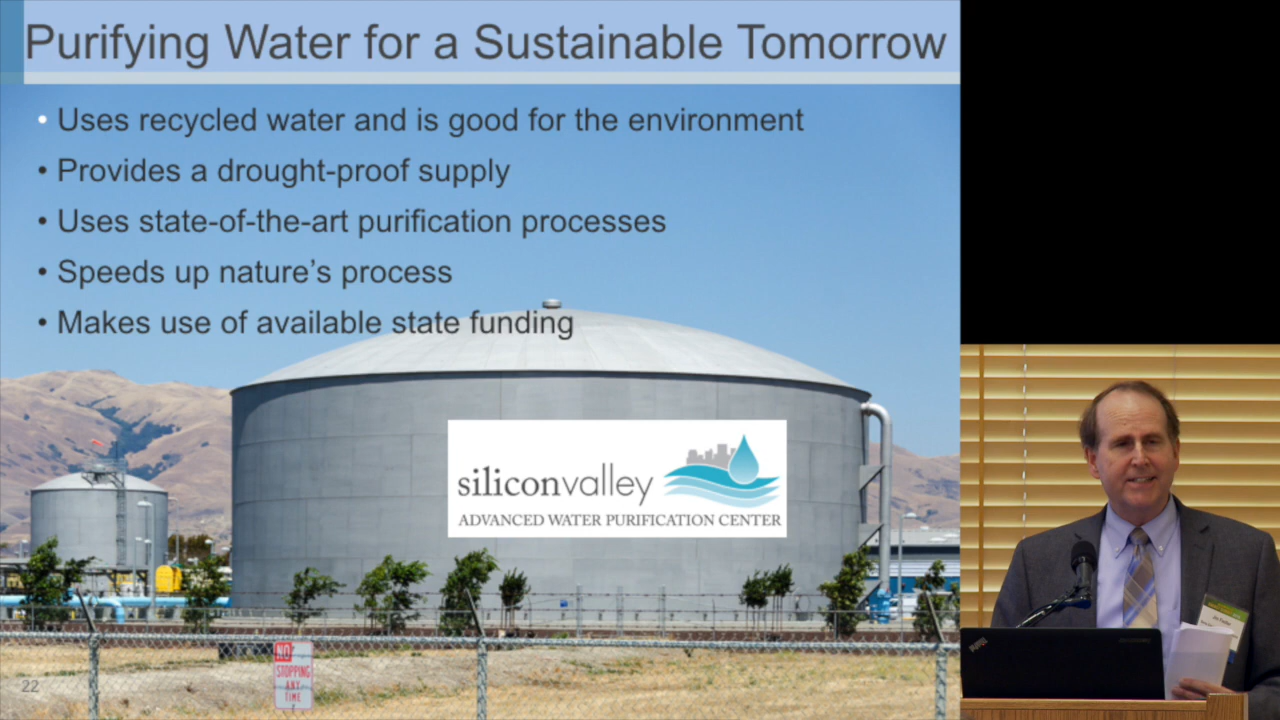 Purifying Water for a Sustainable Tomorrow
• Uses recycled water and is good for the environment
• Provides a drought-proof supply
• Uses state-of-the-art purification processes
• Speeds up nature’s process
• Makes use of available state funding
siliconvalley
ADVANCED WATER PURIFICATION CENTER
NO
STOPPING
ANY
TIME
22